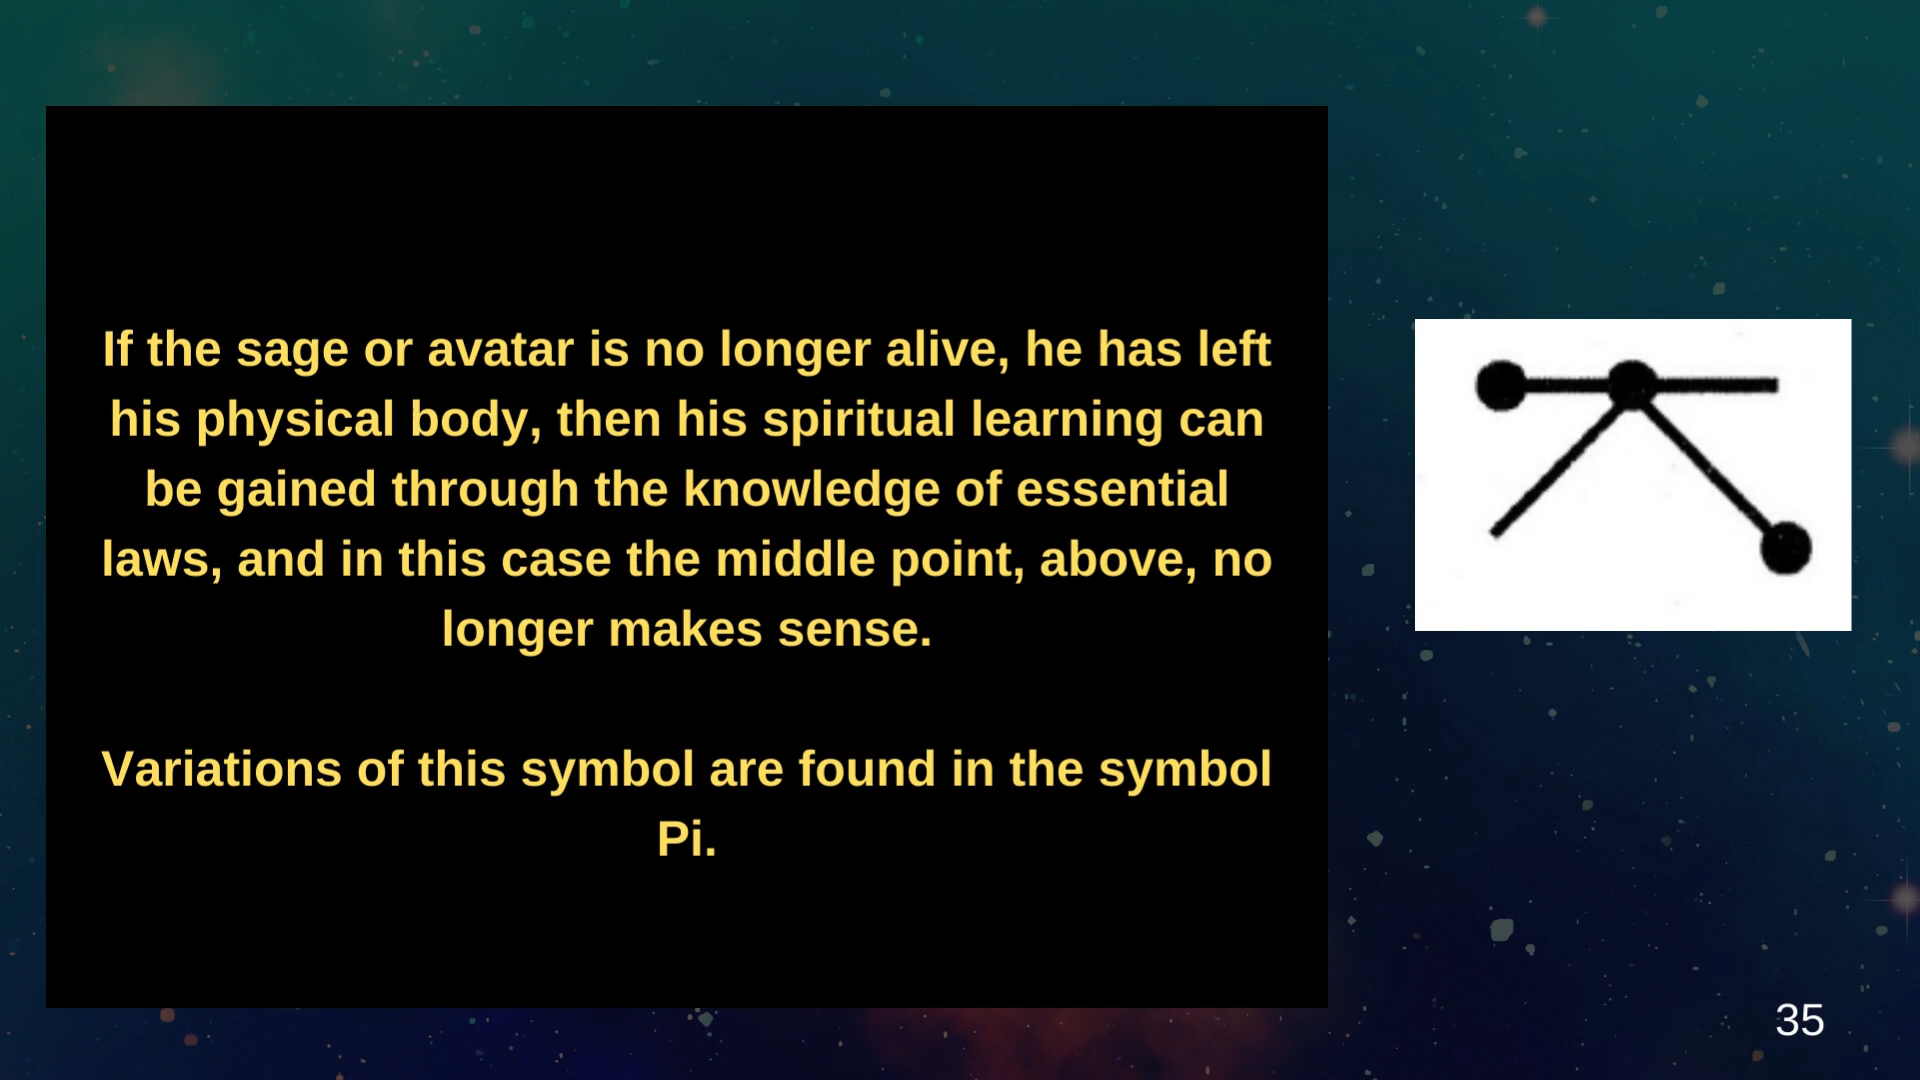 If the sage or avatar is no longer alive, he has left
his physical body, then his spiritual learning can
be gained through the knowledge of essential
laws, and in this case the middle point, above, no
longer makes sense.
Variations of this symbol are found in the symbol
Pi.
35